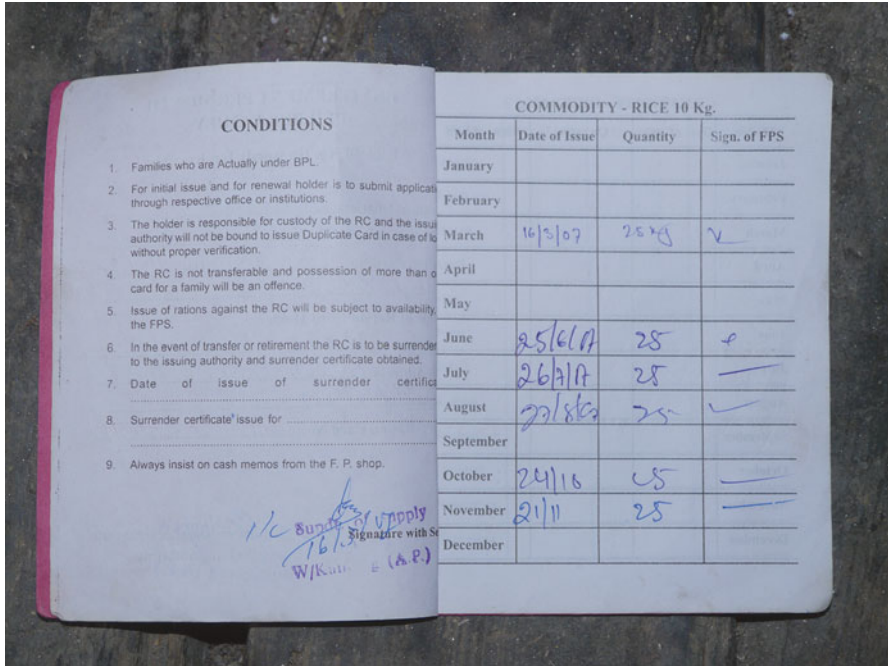 CONDITIONS
1. Families who are Actually under BPL.
2. For initial issue and for renewal holder is to submit applicati
through respective office or institutions.
3. The holder is responsible for custody of the RC and the issui
authority will not be bound to issue Duplicate Card in case of lo
without proper verification.
4. The RC is not transferable and possession of more than o
card for a family will be an offence.
5. Issue of rations against the RC will be subject to availability
the FPS.
6. In the event of transfer or retirement the RC is to be surrender
to the issuing authority and surrender certificate obtained.
7. Date of issue of surrender certifica
8. Surrender certificate issue for
9. Always insist on cash memos from the F. P. shop.
I/C
Signature with Se
(A.P.)
COMMODITY - RICE 10 Kg.
Month Date of Issue Quantity Sign. of FPS
January
February
March 16/3/07 25 kg
April
May
June 25/6/ 25
July 26/7/ 25
August 27/8/ 25
September
October 24/10 25
November 21/11 25
December